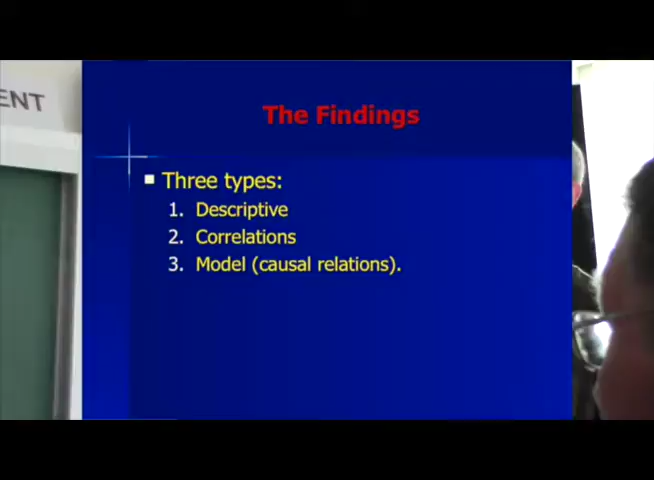 ENT
The Findings
Three types:
1. Descriptive
2. Correlations
3. Model (causal relations).